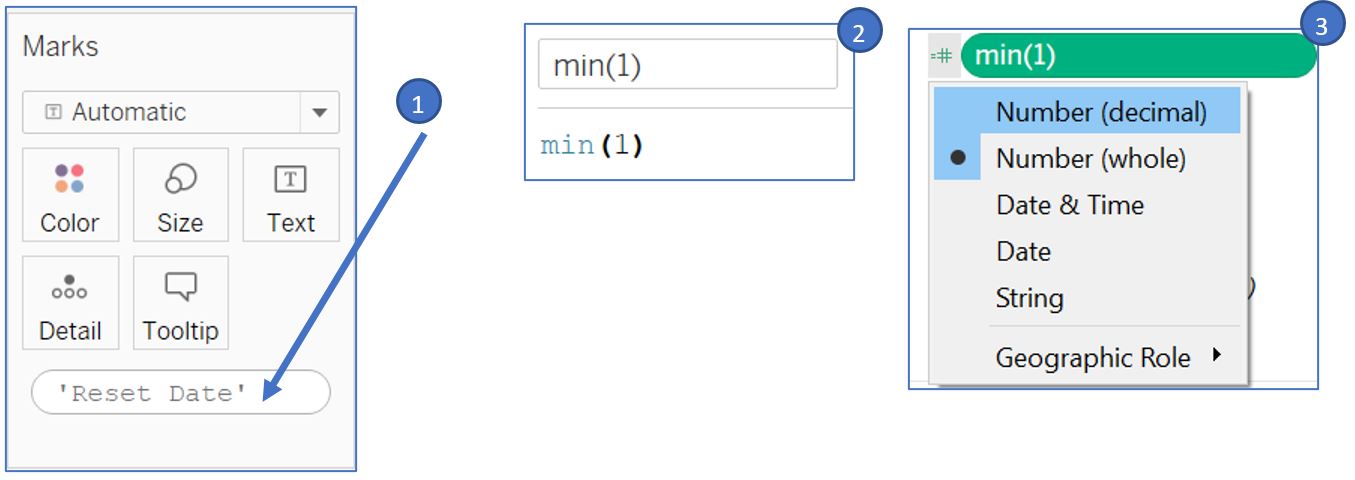 Marks
Automatic
Color Size Text
Detail Tooltip
'Reset Date'
1
2
min(1)
min(1)
3
min(1)
Number (decimal)
Number (whole)
Date & Time
Date
String
Geographic Role
)